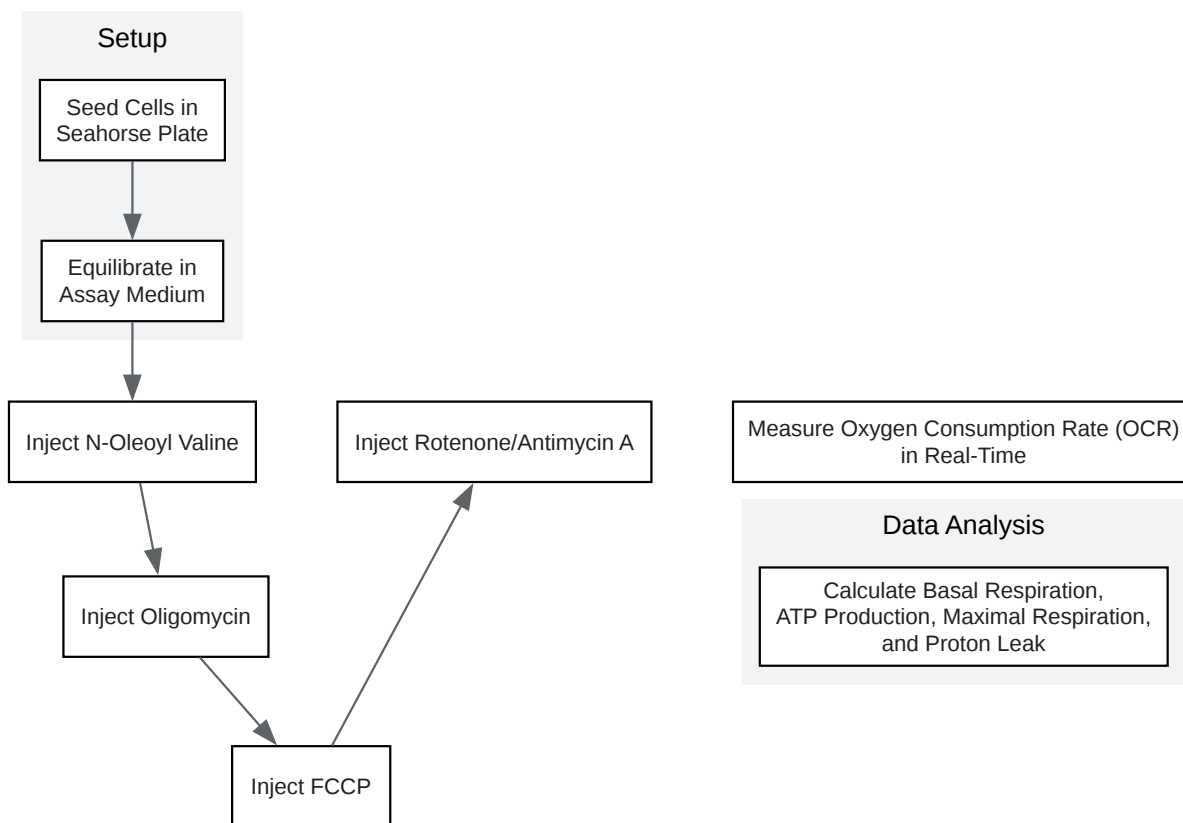 Setup
Seed Cells in
Seahorse Plate
Equilibrate in
Assay Medium
Inject N-Oleoyl Valine
Inject Rotenone/Antimycin A
Measure Oxygen Consumption Rate (OCR)
in Real-Time
Data Analysis
Calculate Basal Respiration,
ATP Production, Maximal Respiration,
and Proton Leak
Inject Oligomycin
Inject FCCP